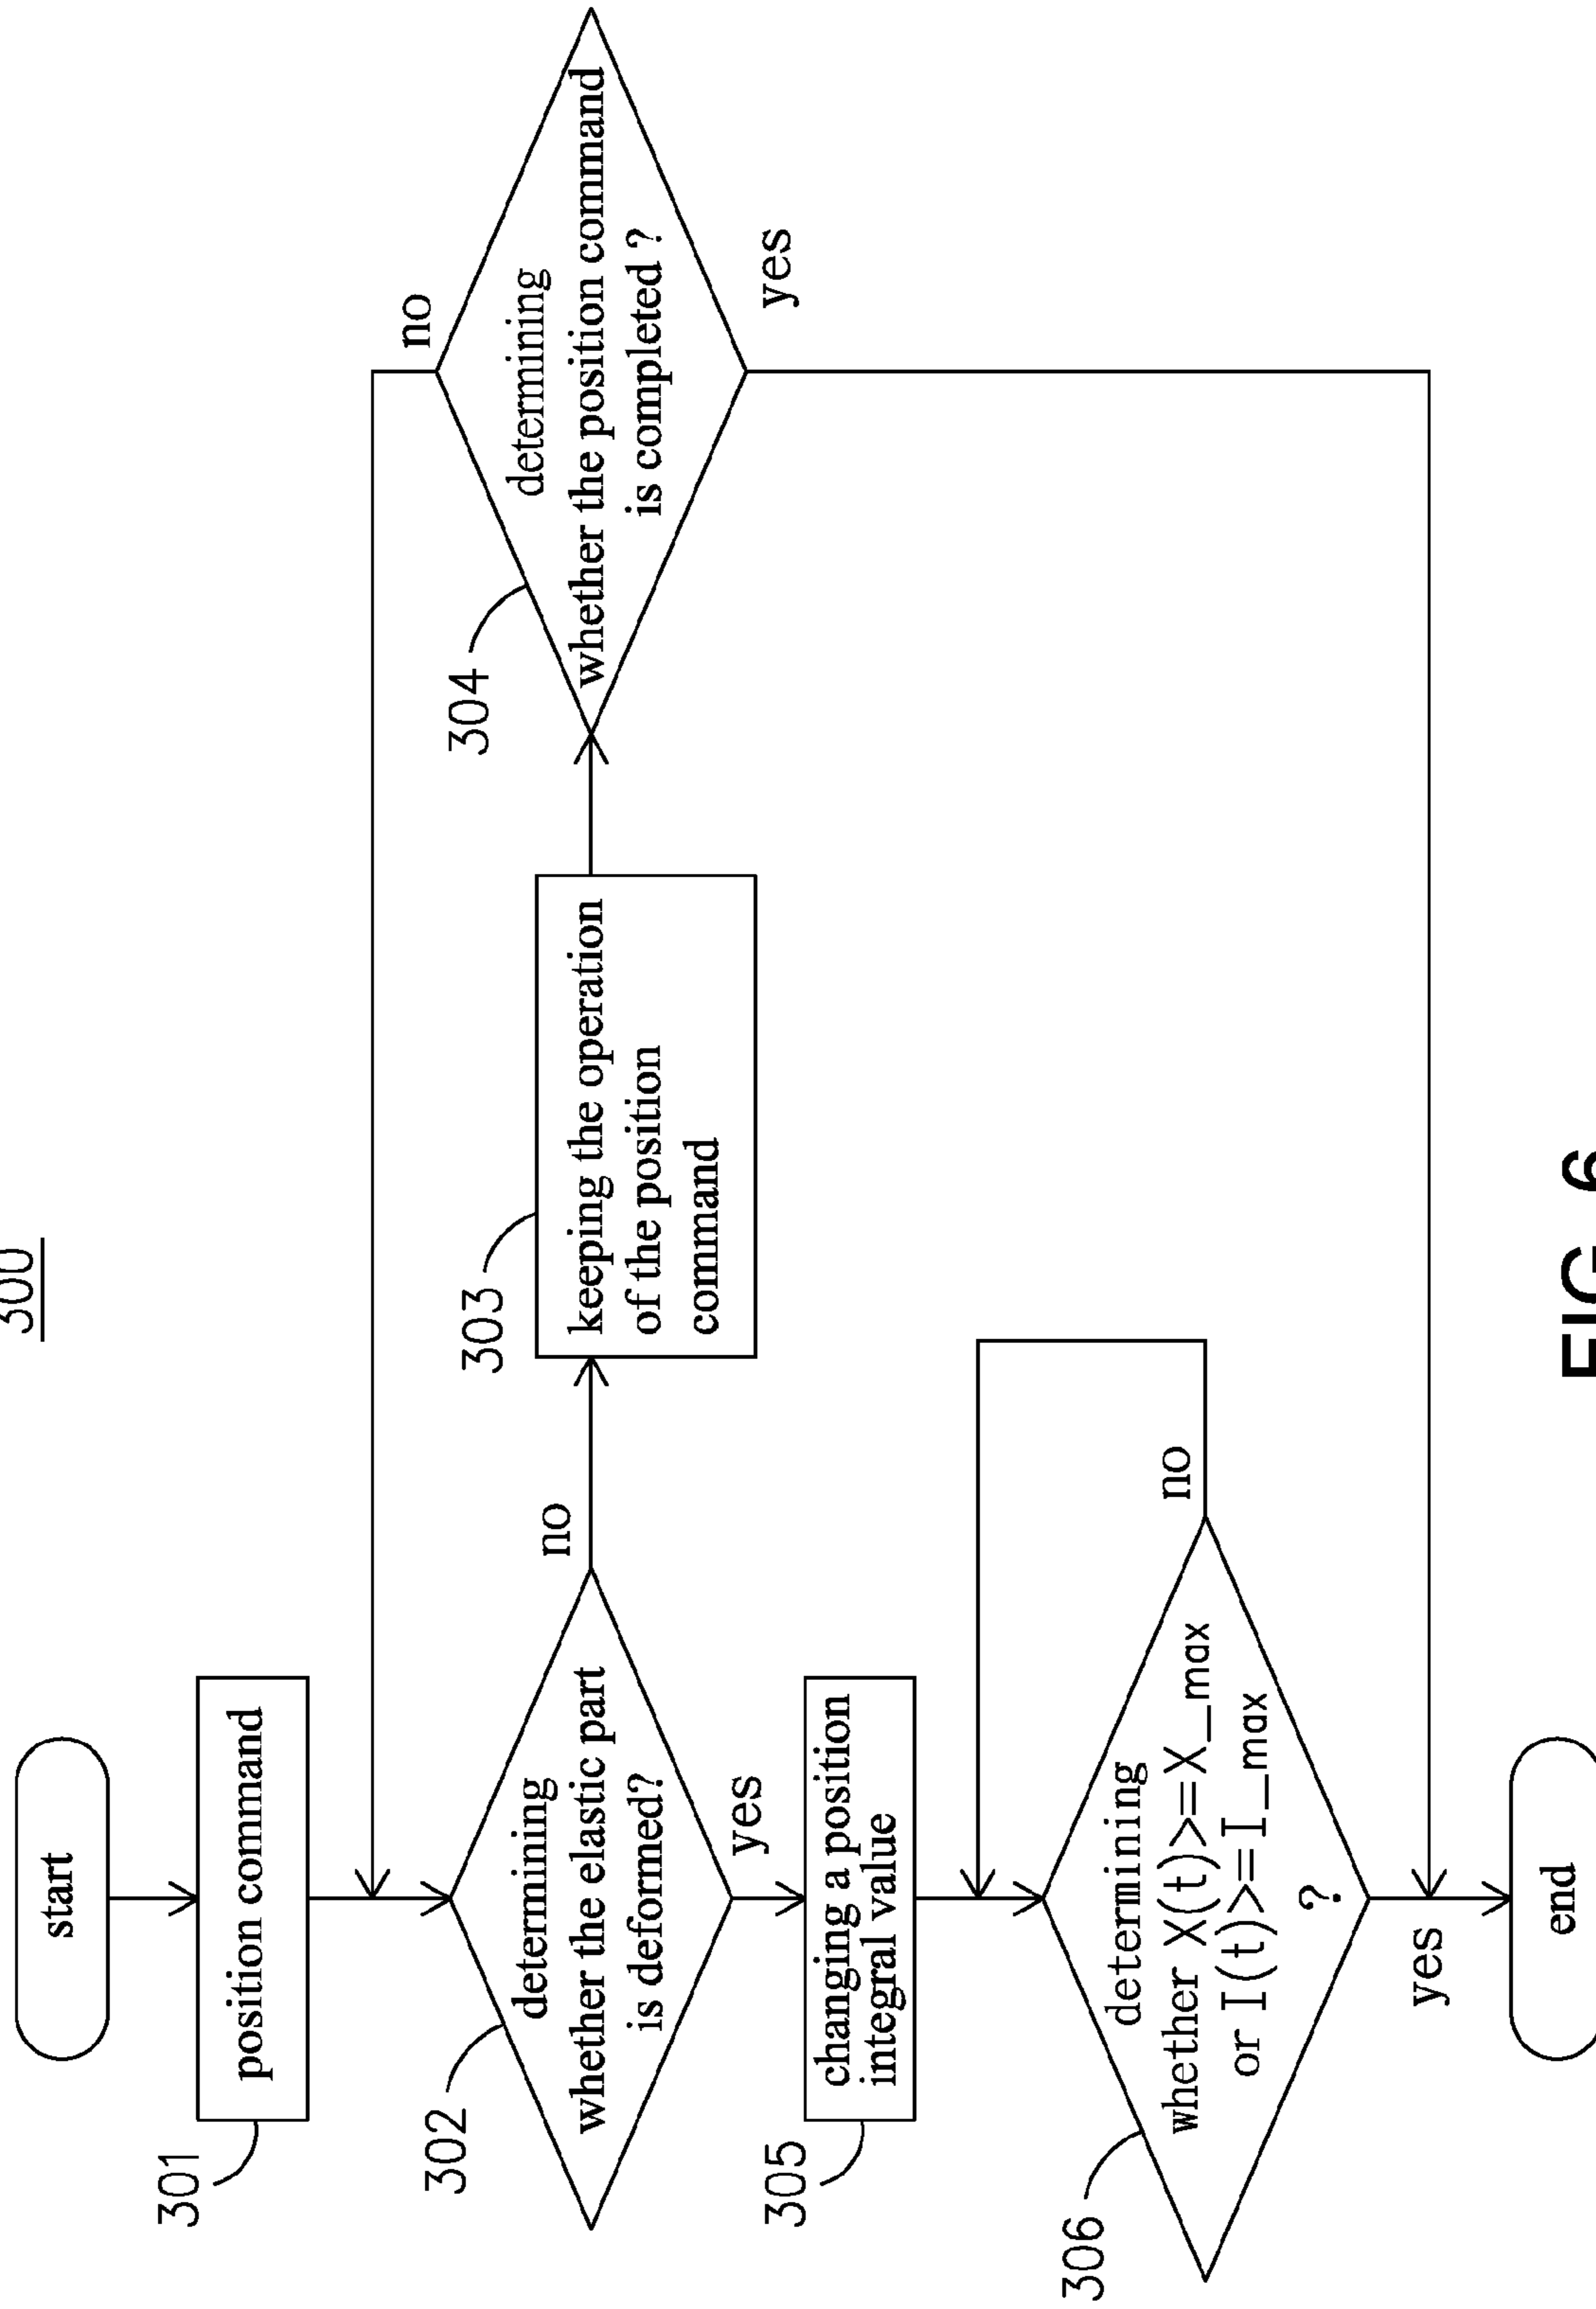 300
start
301
position command
302
determining
whether the elastic part
is deformed?
no
yes
303
keeping the operation
of the position
command
304
determining
whether the position command
is completed ?
no
yes
305
changing a position
integral value
306
determining
whether X(t)>=X_max
or I(t)>=I_max
?
no
yes
end
FIG. 6